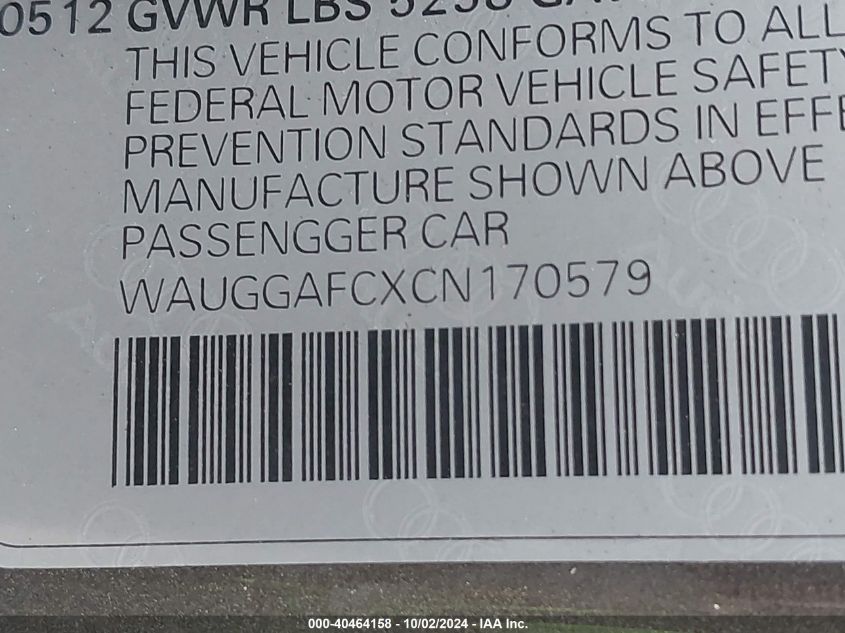 0512 GVWR LBS
THIS VEHICLE CONFORMS TO ALL
FEDERAL MOTOR VEHICLE SAFETY
PREVENTION STANDARDS IN EFFE
MANUFACTURE SHOWN ABOVE
PASSENGGER CAR
WAUGGAFCXCN170579
000-40464158 - 10/02/2024 - IAA Inc.